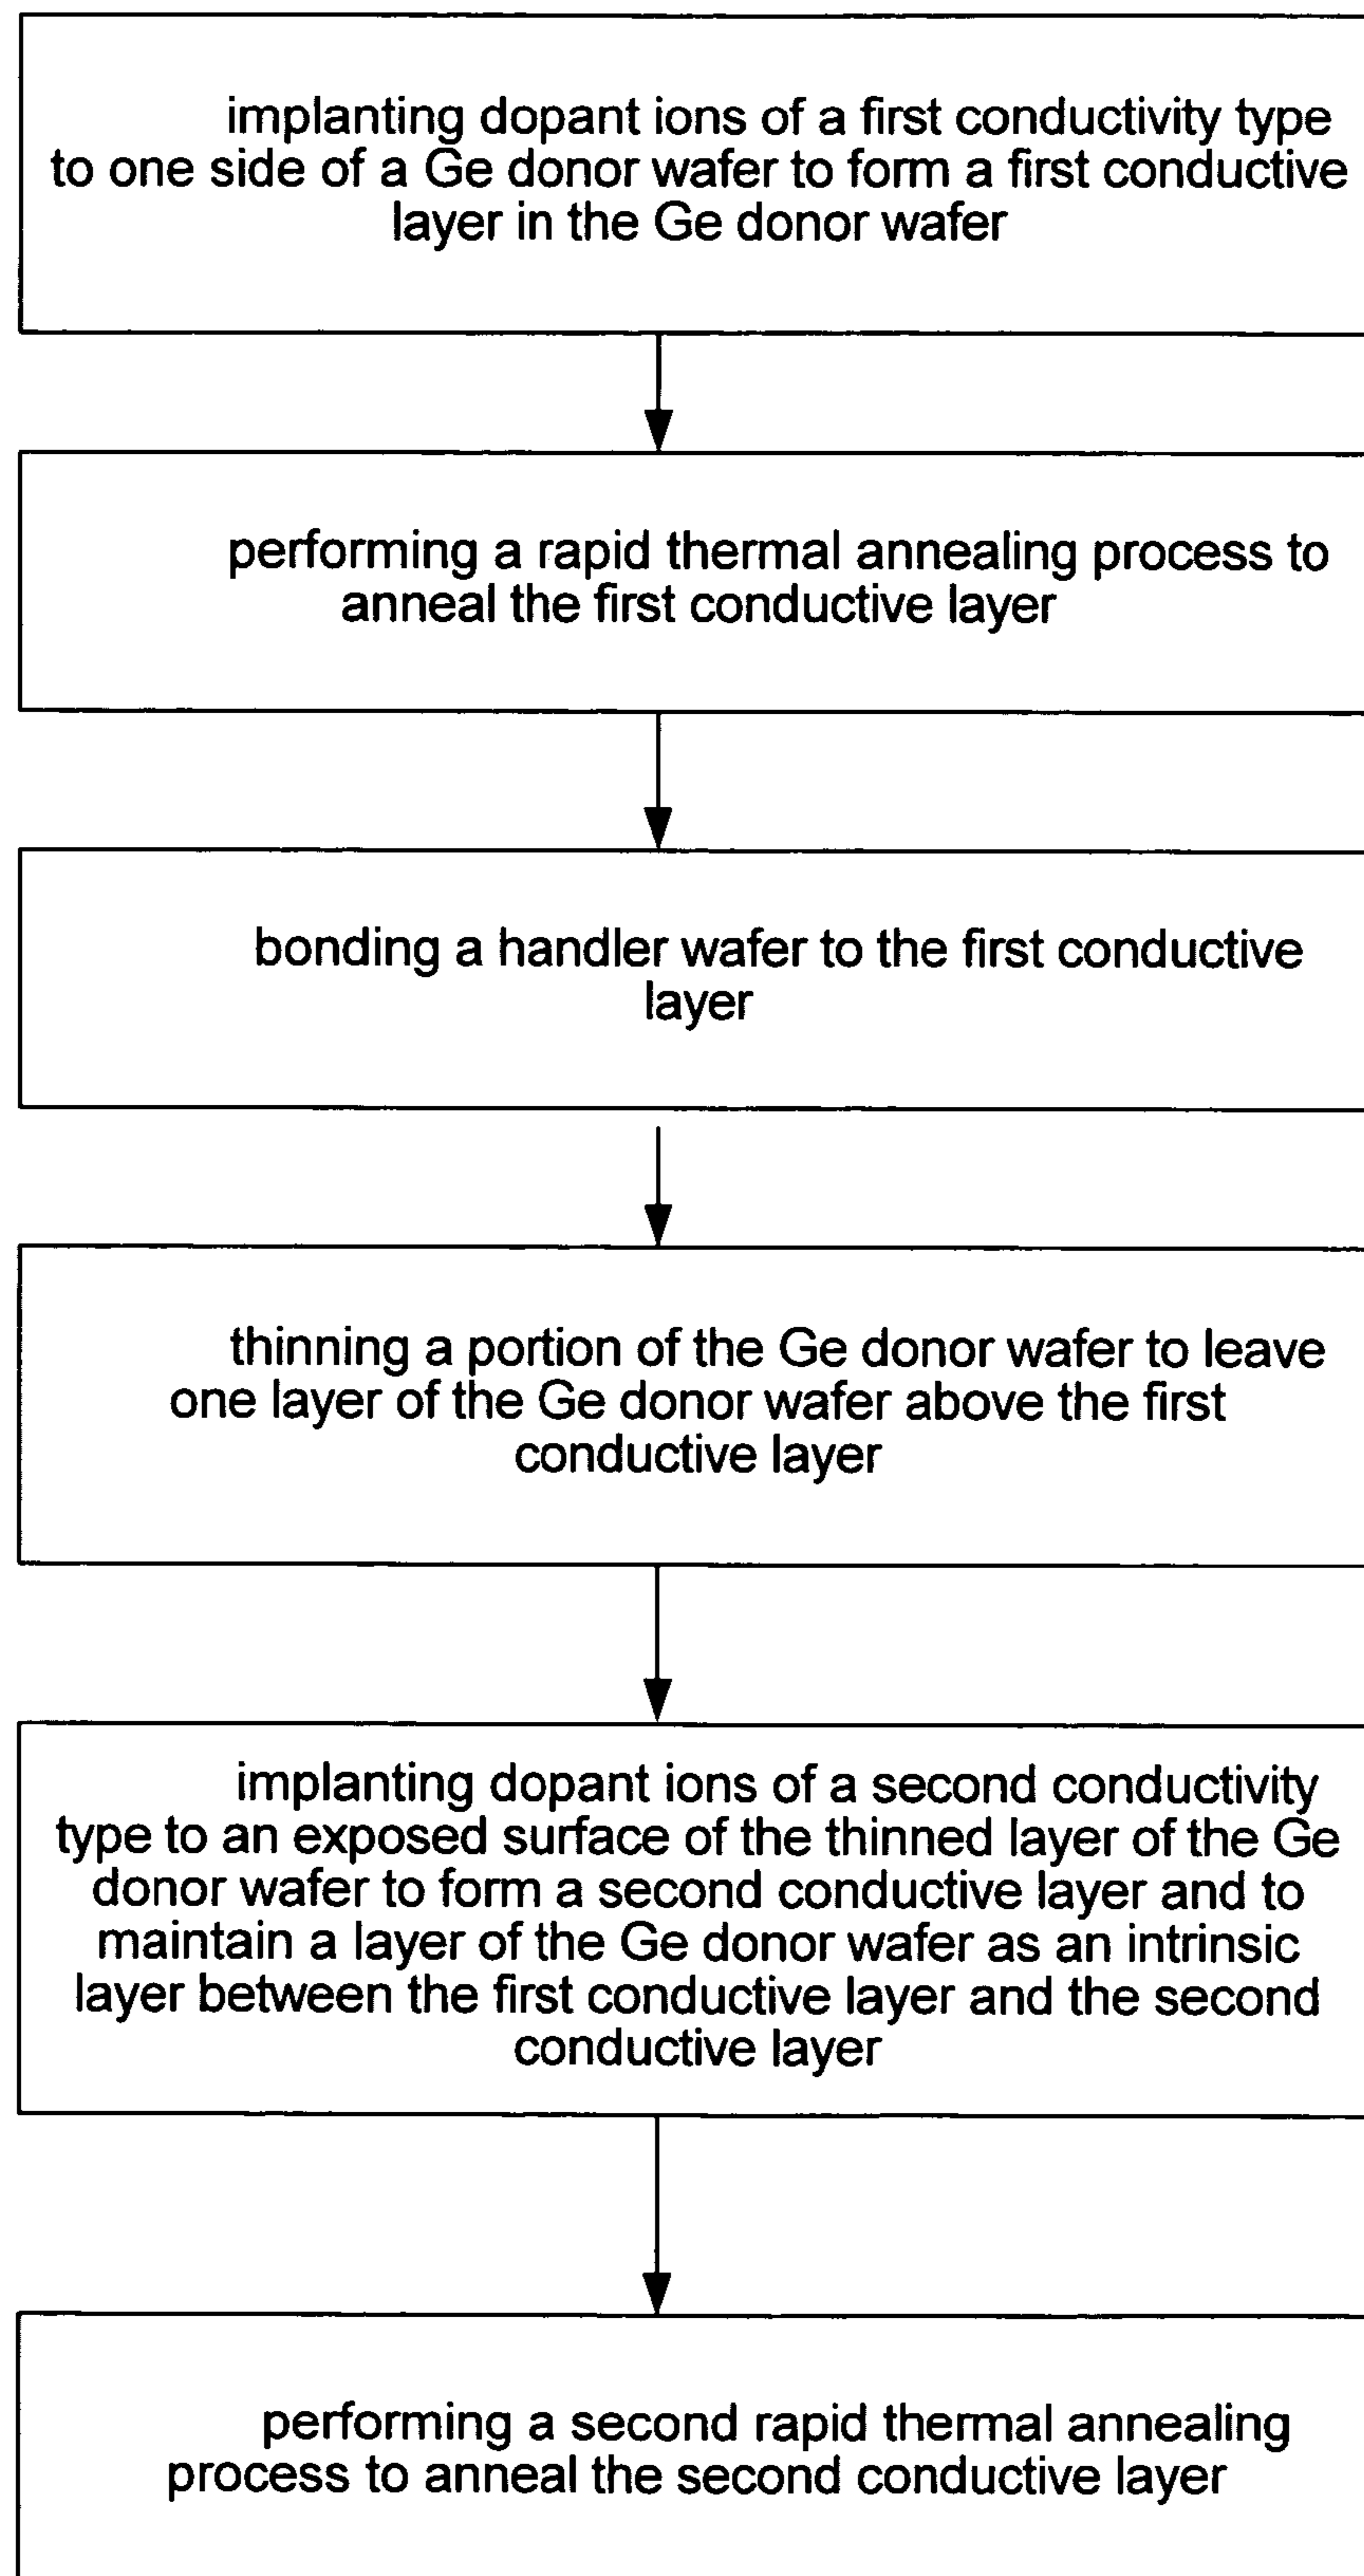 implanting dopant ions of a first conductivity type
to one side of a Ge donor wafer to form a first conductive
layer in the Ge donor wafer
performing a rapid thermal annealing process to
anneal the first conductive layer
bonding a handler wafer to the first conductive
layer
thinning a portion of the Ge donor wafer to leave
one layer of the Ge donor wafer above the first
conductive layer
implanting dopant ions of a second conductivity
type to an exposed surface of the thinned layer of the Ge
donor wafer to form a second conductive layer and to
maintain a layer of the Ge donor wafer as an intrinsic
layer between the first conductive layer and the second
conductive layer
performing a second rapid thermal annealing
process to anneal the second conductive layer